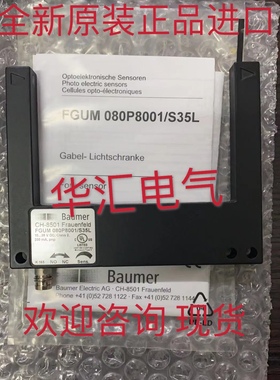 全新原装正品进口
Optoelektronische Sensoren
Photo electric sensors
Cellules opto-électroniques
FGUM 080P8001/S35L
华汇电气
Gabel- Lichtschranke
Baumer
CH-8501 Frauenfeld
FGUM 080P8001/S35L
Baumer
Baumer Electric AG · CH-8501 Frauenfeld
Phone +41(0)52 728 1122 · Fax +41(0)52 728 1144
欢迎咨询 现货